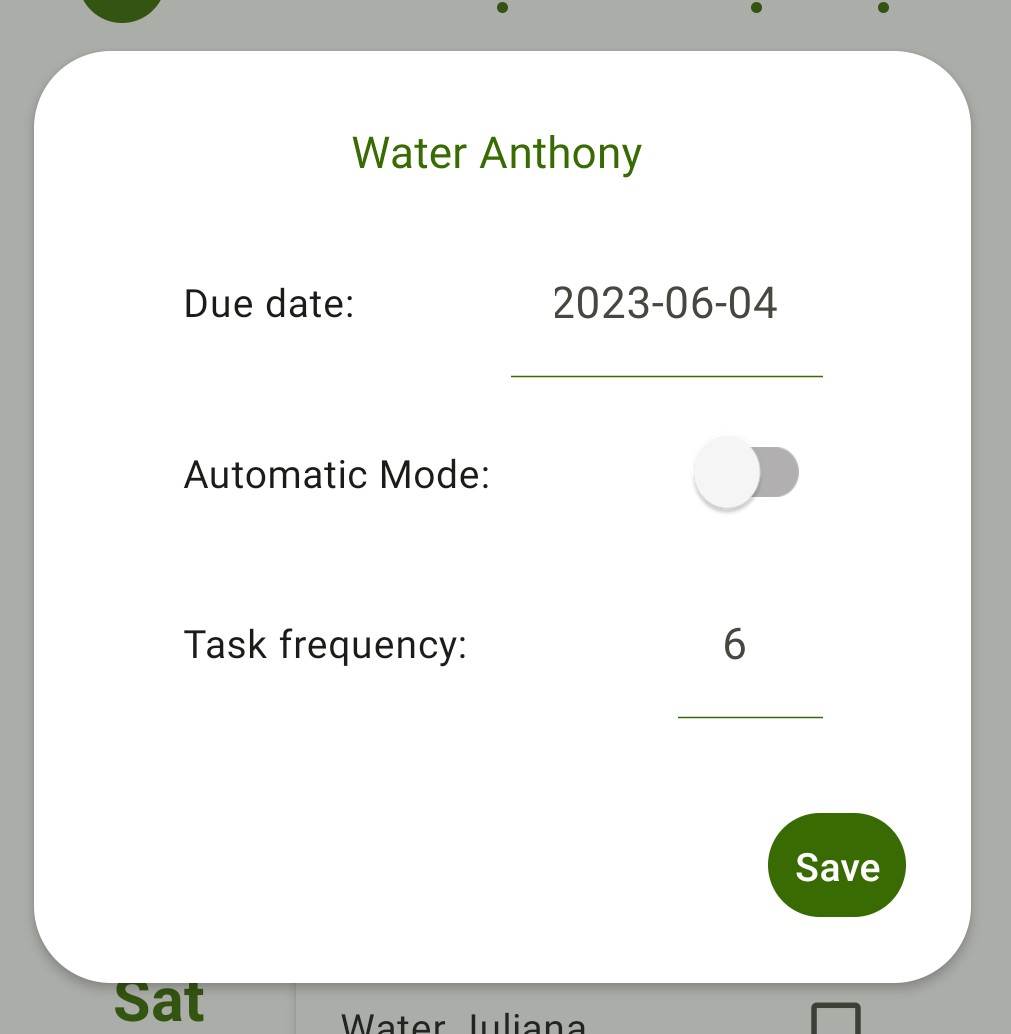 Water Anthony
Due date: 2023-06-04
Automatic Mode:
Task frequency: 6
Save
Sat
Water Juliana